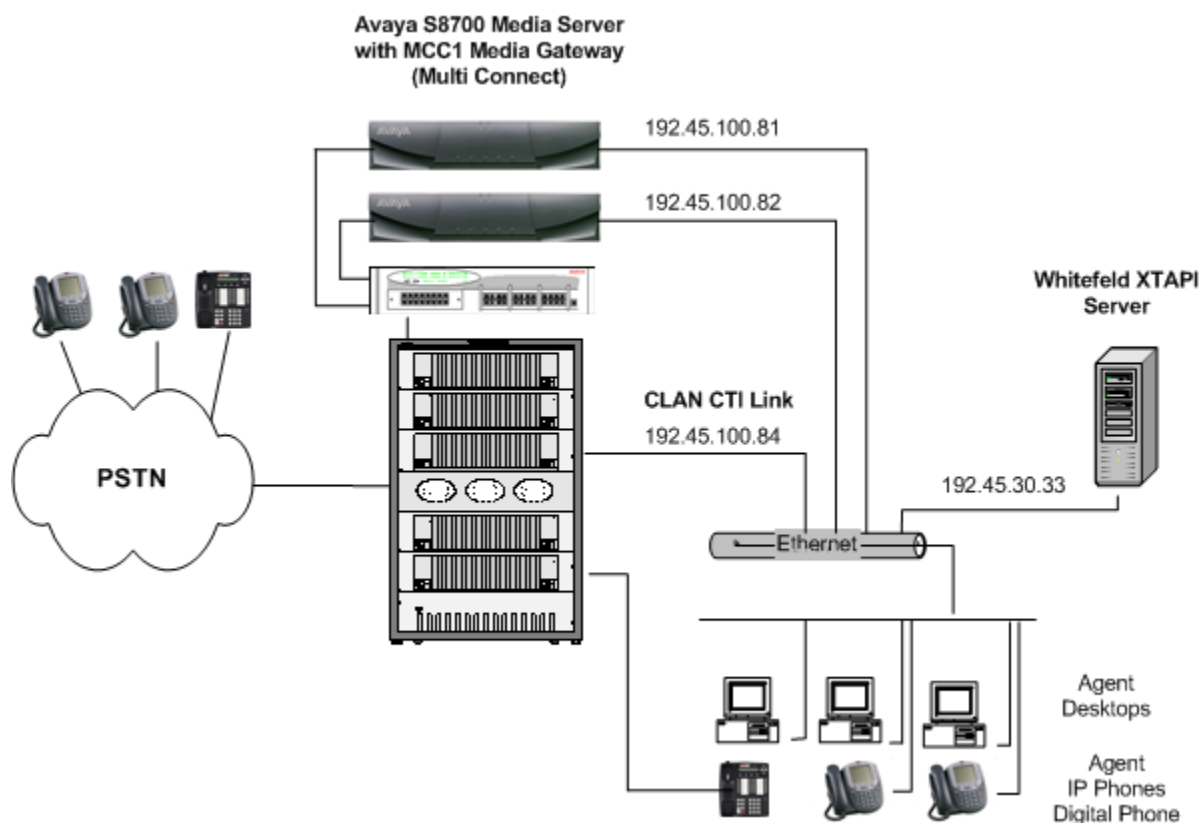 Avaya S8700 Media Server
with MCC1 Media Gateway
(Multi Connect)
AVAYA
192.45.100.81
AVAYA
192.45.100.82
Whitefeld XTAPI
Server
CLAN CTI Link
192.45.100.84
PSTN
192.45.30.33
Ethernet
Agent
Desktops
Agent
IP Phones
Digital Phone